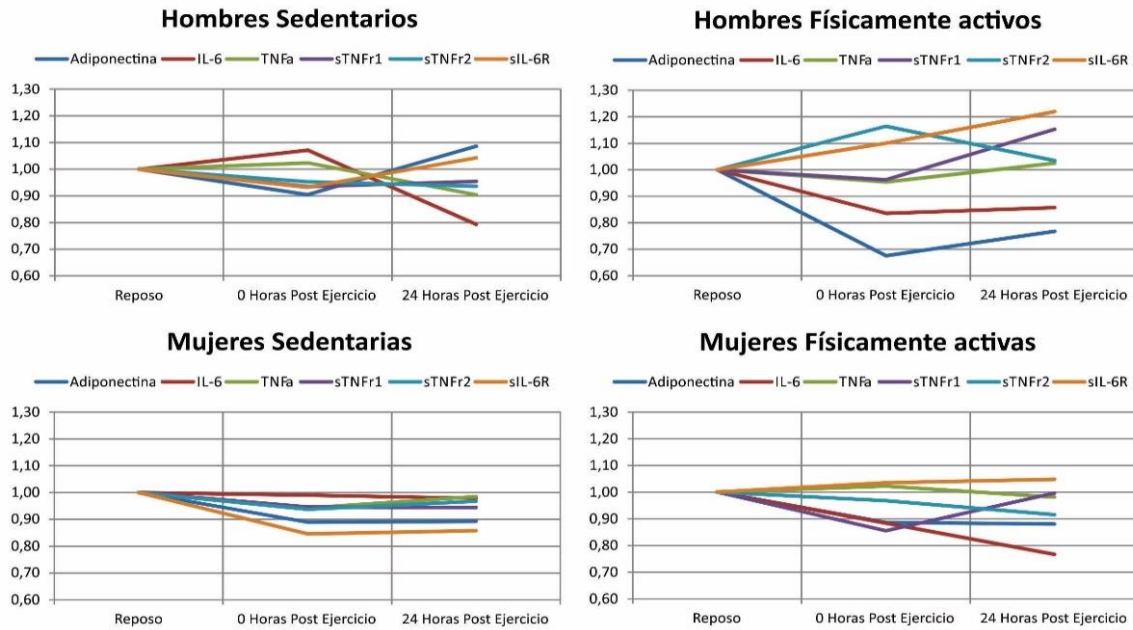 Hombres Sedentarios
Adiponectina IL-6 TNFa sTNFr1 sTNFr2 sIL-6R
1,30
1,20
1,10
1,00
0,90
0,80
0,70
0,60
Reposo 0 Horas Post Ejercicio 24 Horas Post Ejercicio
Hombres Físicamente activos
Adiponectina IL-6 TNFa sTNFr1 sTNFr2 sIL-6R
1,30
1,20
1,10
1,00
0,90
0,80
0,70
0,60
Reposo 0 Horas Post Ejercicio 24 Horas Post Ejercicio
Mujeres Sedentarias
Adiponectina IL-6 TNFa sTNFr1 sTNFr2 sIL-6R
1,30
1,20
1,10
1,00
0,90
0,80
0,70
0,60
Reposo 0 Horas Post Ejercicio 24 Horas Post Ejercicio
Mujeres Físicamente activas
Adiponectina IL-6 TNFa sTNFr1 sTNFr2 sIL-6R
1,30
1,20
1,10
1,00
0,90
0,80
0,70
0,60
Reposo 0 Horas Post Ejercicio 24 Horas Post Ejercicio